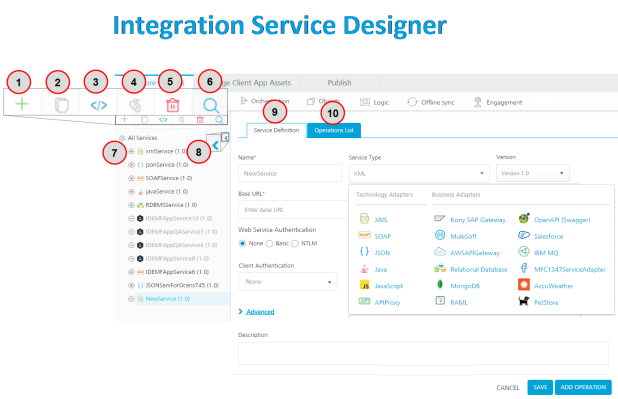 Integration Service Designer
1 2 3 4 5 6
ure
ge Client App Assets
Publish
</>
Objects
Logic
Offline sync
Engagement
9 10
Service Definition
Operations List
All Services
7 8
xmlService (1.0)
{ } jsonService (1.0)
SOAPService (1.0)
javaService (1.0)
RDBMSService (1.0)
IDEMFAppService10 (1.0)
IDEMFAppQAService3 (1.0)
IDEMFAppQAService4 (1.0)
IDEMFAppService8 (1.0)
IDEMFAppService6 (1.0)
{ } JSONServForOcens745 (1.0)
NewService (1.0)
Name*
Service Type
Version
NewService
XML
Version 1.0
Base URL*
Enter base URL
Web Service Authentication
None Basic NTLM
Client Authentication
None
Advanced
Technology Adapters
Business Adapters
XML
Kony SAP Gateway
OpenAPI (Swagger)
SOAP
MuleSoft
Salesforce
{ } JSON
AWSAPIGateway
IBM MQ
Java
Relational Database
MFC1347ServiceAdapter
JS JavaScript
MongoDB
AccuWeather
API APIProxy
RAML
PetStore
Description
CANCEL
SAVE
ADD OPERATION